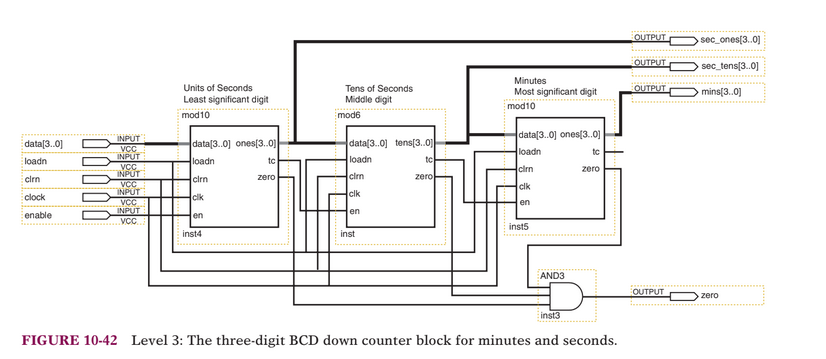 OUTPUT sec_ones[3..0]
OUTPUT sec_tens[3..0]
OUTPUT mins[3..0]
Units of Seconds
Least significant digit
Tens of Seconds
Middle digit
Minutes
Most significant digit
mod10
data[3..0] ones[3..0]
loadn tc
clrn zero
clk
en
inst4
mod6
data[3..0] tens[3..0]
loadn tc
clrn zero
clk
en
inst
mod10
data[3..0] ones[3..0]
loadn tc
clrn zero
clk
en
inst5
data[3..0] INPUT
VCC
loadn INPUT
VCC
clrn INPUT
VCC
clock INPUT
VCC
enable INPUT
VCC
AND3
inst3
OUTPUT zero
FIGURE 10-42 Level 3: The three-digit BCD down counter block for minutes and seconds.